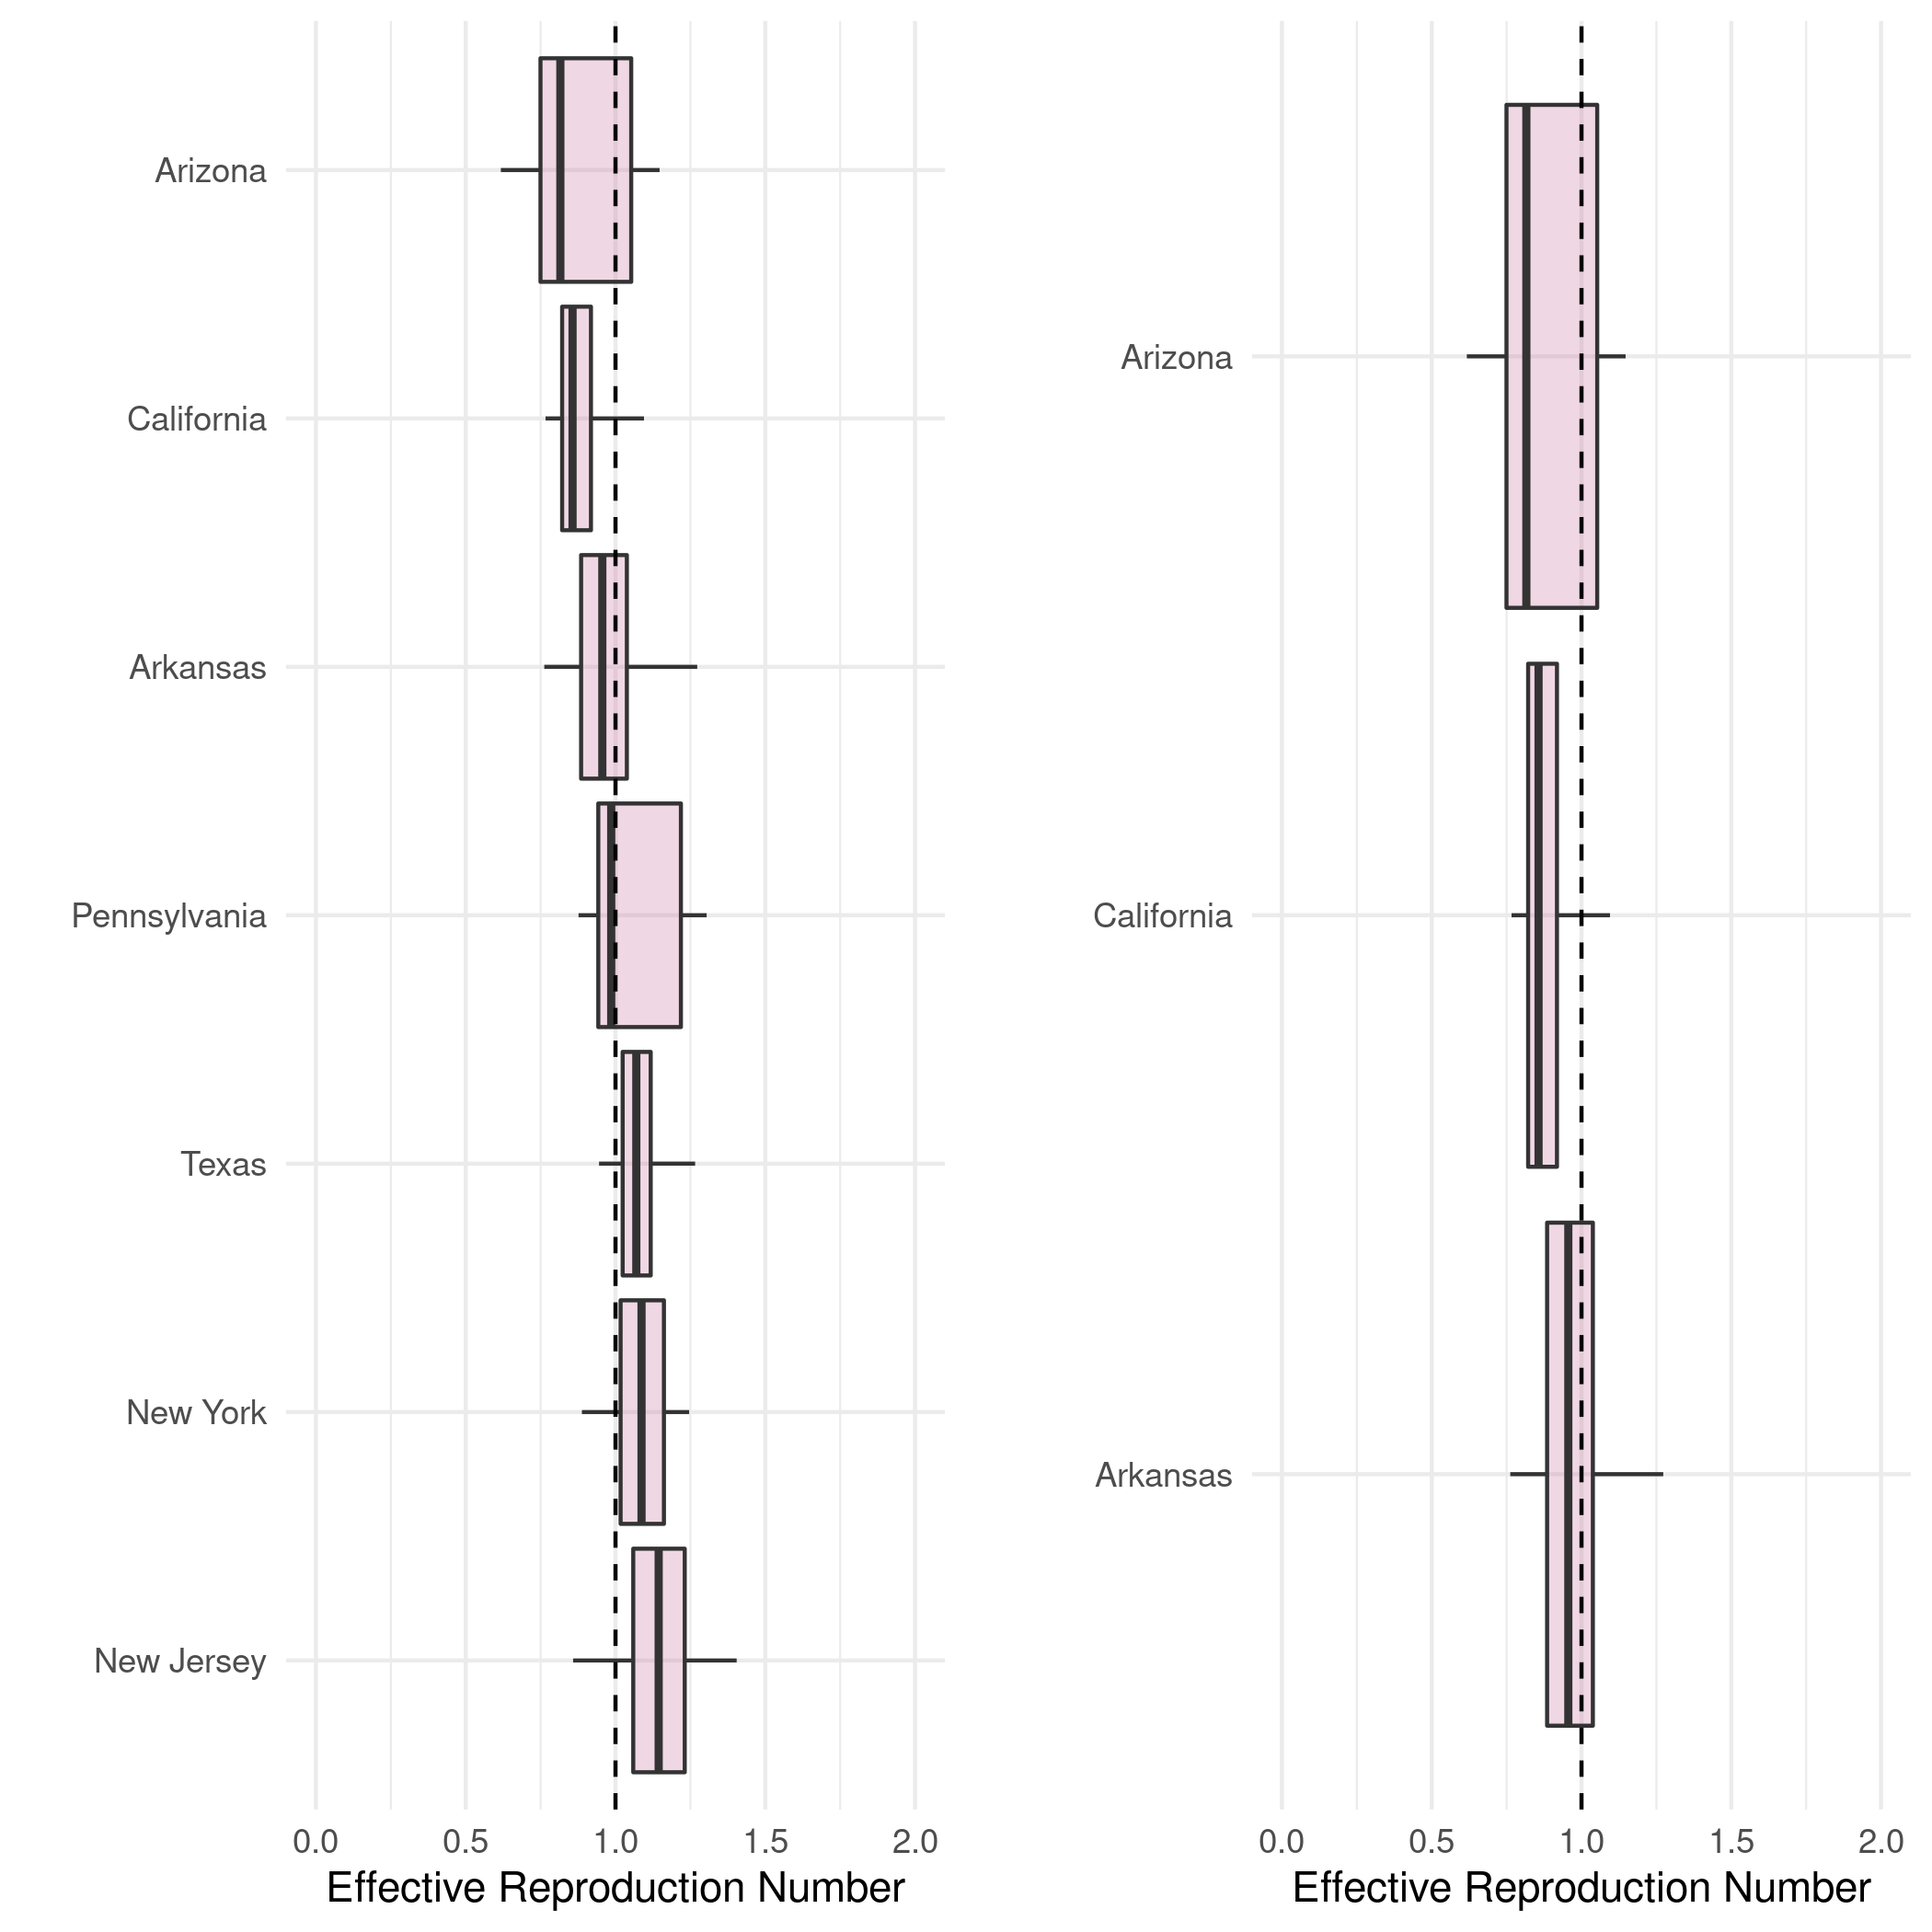 Arizona
California
Arkansas
Pennsylvania
Texas
New York
New Jersey
0.0 0.5 1.0 1.5 2.0
Effective Reproduction Number
Arizona
California
Arkansas
0.0 0.5 1.0 1.5 2.0
Effective Reproduction Number